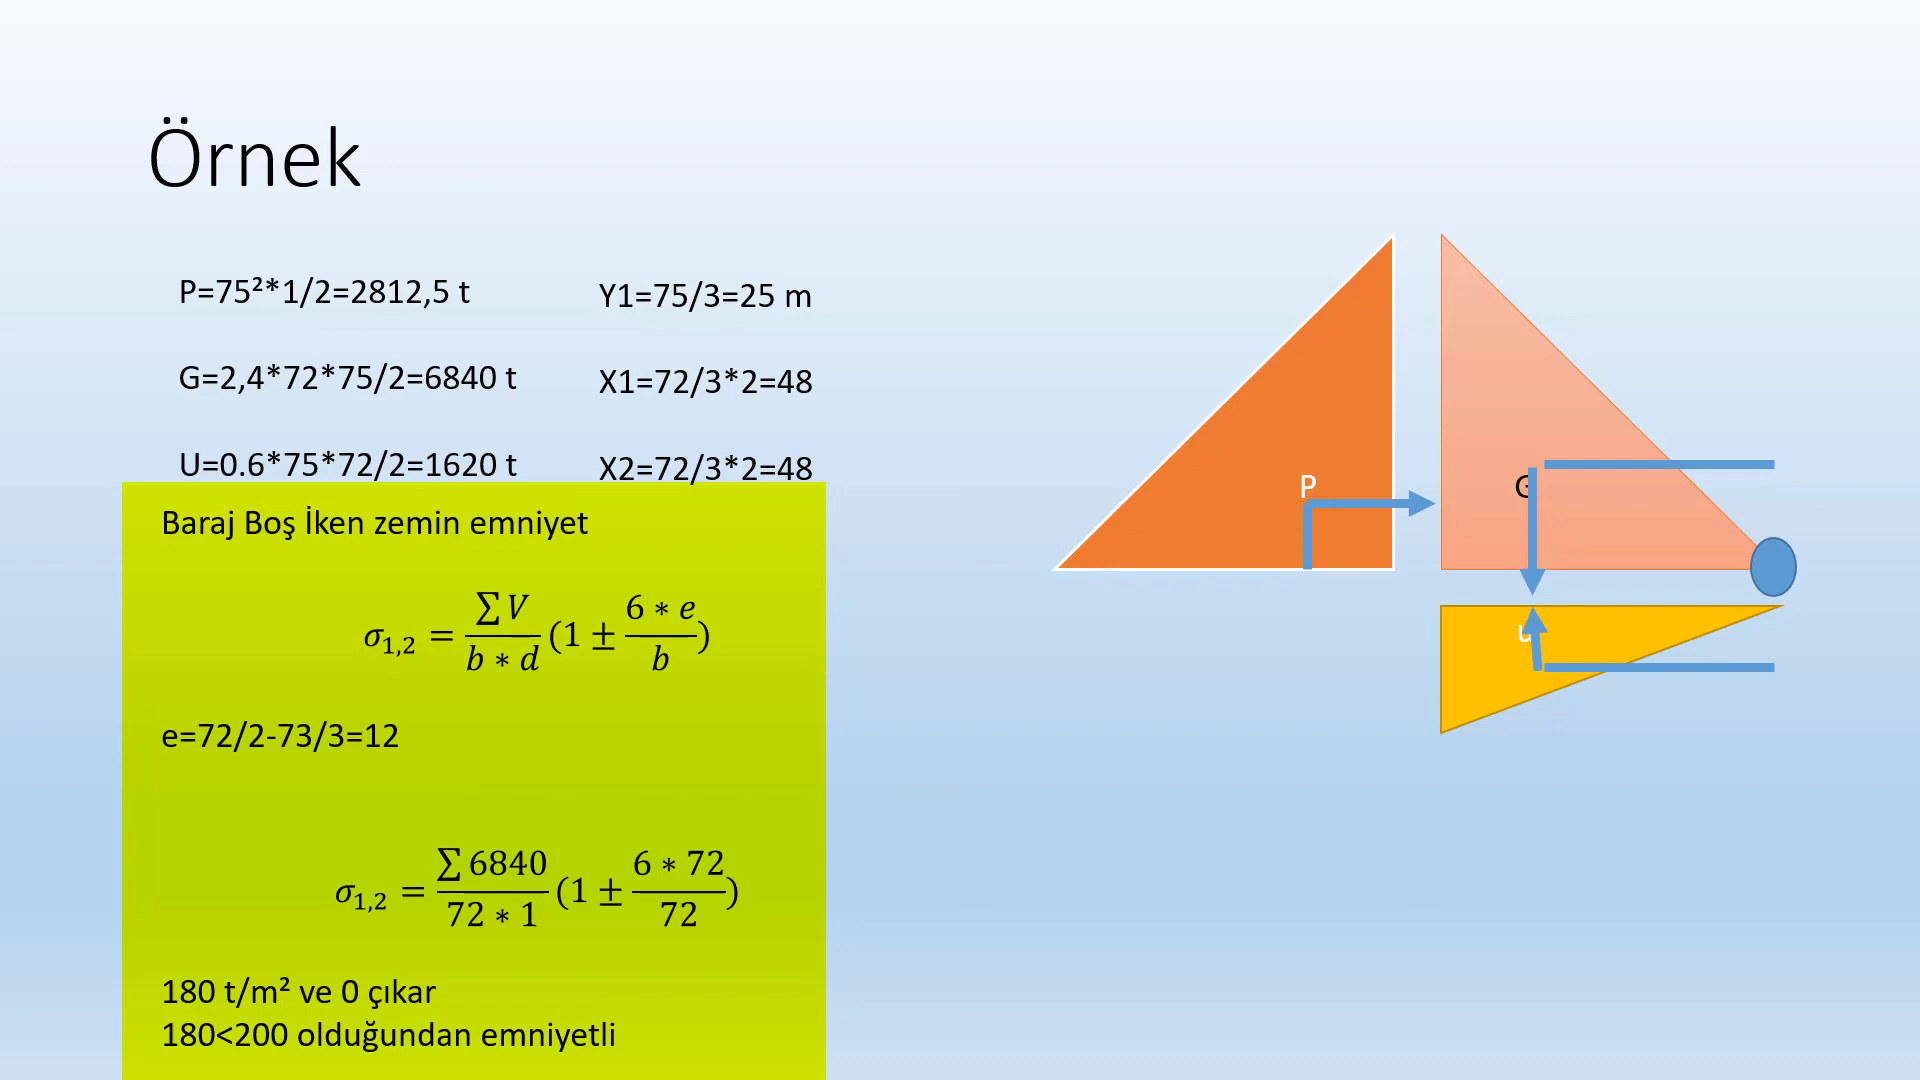 Örnek
P=75²*1/2=2812,5 t
G=2,4*72*75/2=6840 t
U=0.6*75*72/2=1620 t
Y1=75/3=25 m
X1=72/3*2=48
X2=72/3*2=48
Baraj Boş İken zemin emniyet
σ1,2 = ∑V / b∗d (1 ± 6∗e / b)
e=72/2-73/3=12
σ1,2 = ∑6840 / 72∗1 (1 ± 6∗72 / 72)
180 t/m² ve 0 çıkar
180<200 olduğundan emniyetli
P
G
u